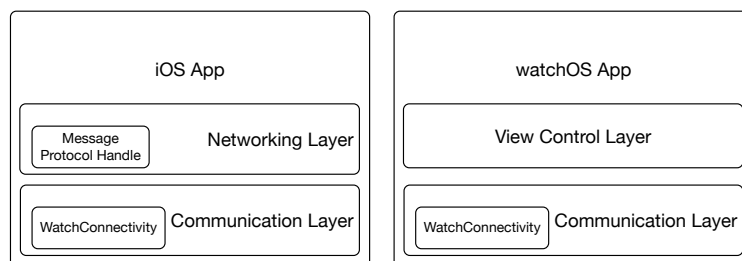 iOS App
Message
Protocol Handle
Networking Layer
WatchConnectivity
Communication Layer
watchOS App
View Control Layer
WatchConnectivity
Communication Layer